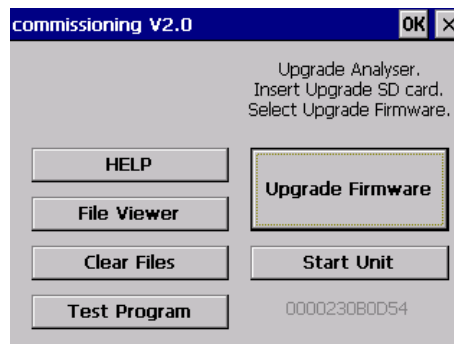 commissioning V2.0
OK ×
Upgrade Analyser.
Insert Upgrade SD card.
Select Upgrade Firmware.
HELP
Upgrade Firmware
File Viewer
Clear Files
Start Unit
Test Program
0000230B0D54